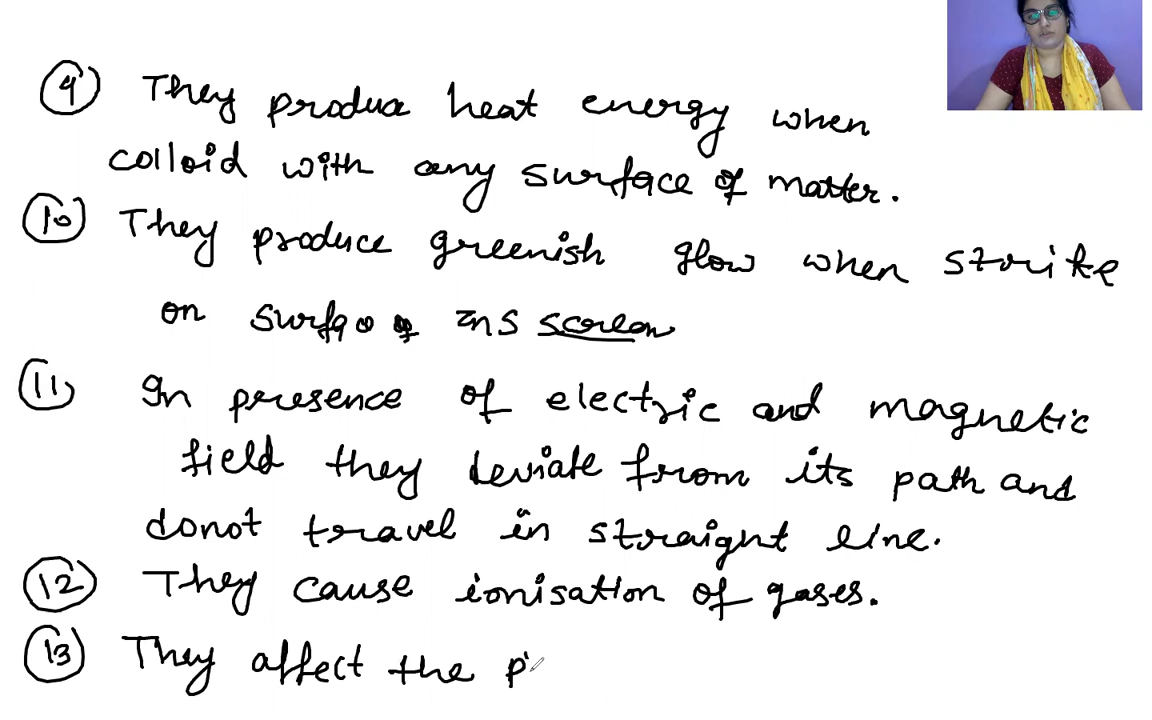 9 They produce heat energy when
colloid with any surface of matter.
10 They produce greenish glow when strike
on surface of ZnS screen
11 In presence of electric and magnetic
field they deviate from its path and
donot travel in straight line.
12 They cause ionisation of gases.
13 They affect the p